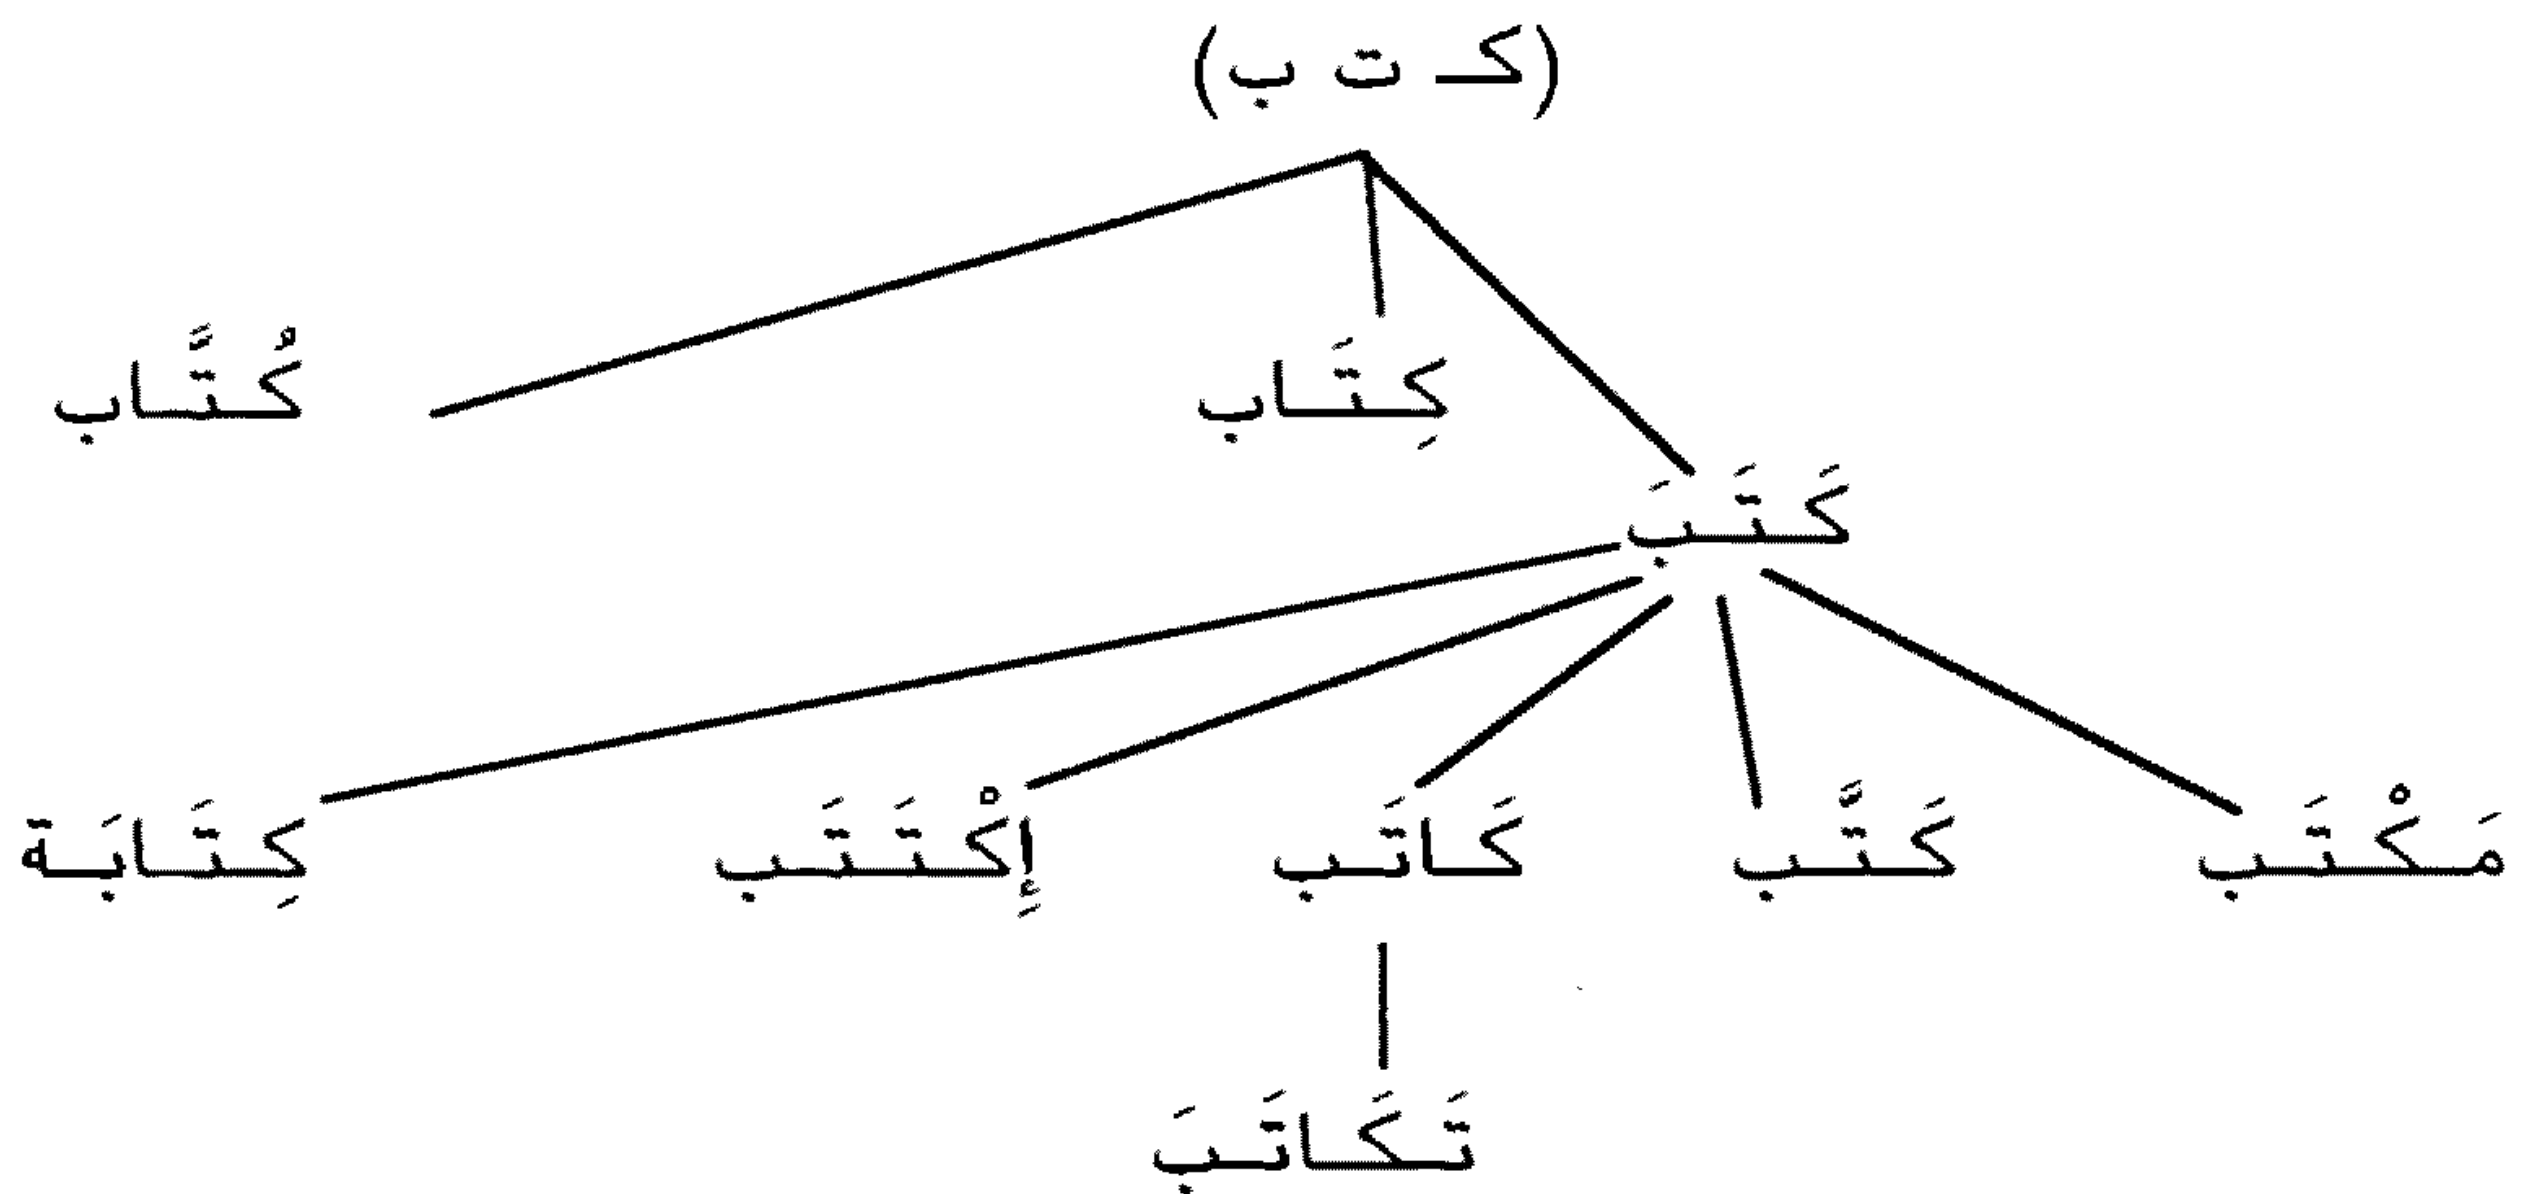 (كـ ت ب)
كِتَاب كُتَّاب
كَتَبَ
مَكْتَب كَتَّب كَاتَب إِكْتَتَب كِتَابَة
تَكَاتَبَ